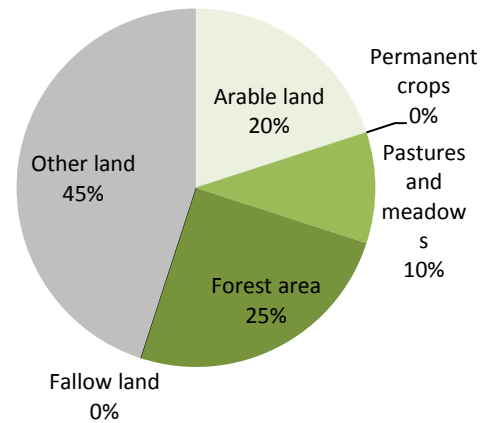 Permanent
crops
0%
Arable land
20%
Pastures
and
meadow
s
10%
Other land
45%
Forest area
25%
Fallow land
0%